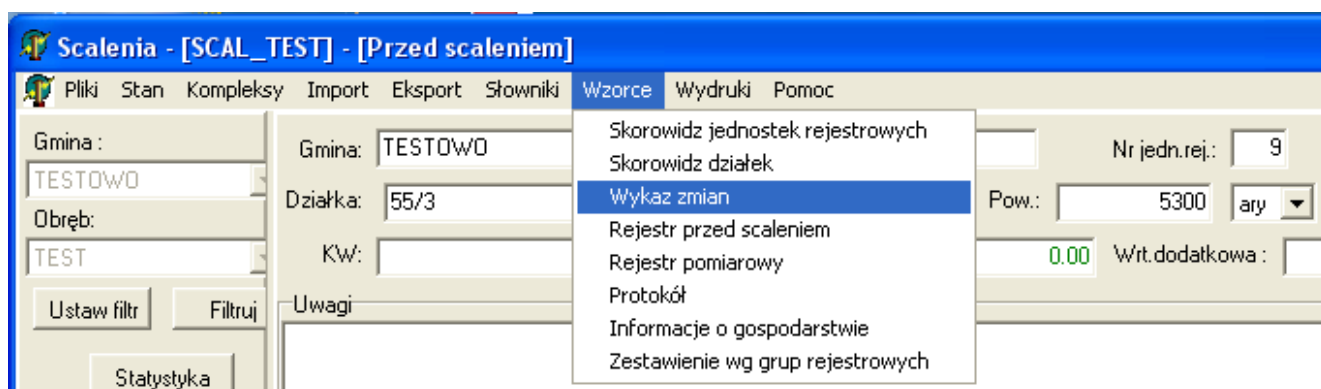 Scalenia - [SCAL_TEST] - [Przed scaleniem]
Pliki Stan Kompleksy Import Eksport Słowniki Wzorce Wydruki Pomoc
Gmina :
TESTOWO
Obręb:
TEST
Ustaw filtr Filtruj
Statystyka
Gmina: TESTOWO
Nr jedn.rej.: 9
Działka: 55/3
Pow.: 5300 ary
KW:
0.00 Wrt.dodatkowa :
Uwagi
Skorowidz jednostek rejestrowych
Skorowidz działek
Wykaz zmian
Rejestr przed scaleniem
Rejestr pomiarowy
Protokół
Informacje o gospodarstwie
Zestawienie wg grup rejestrowych